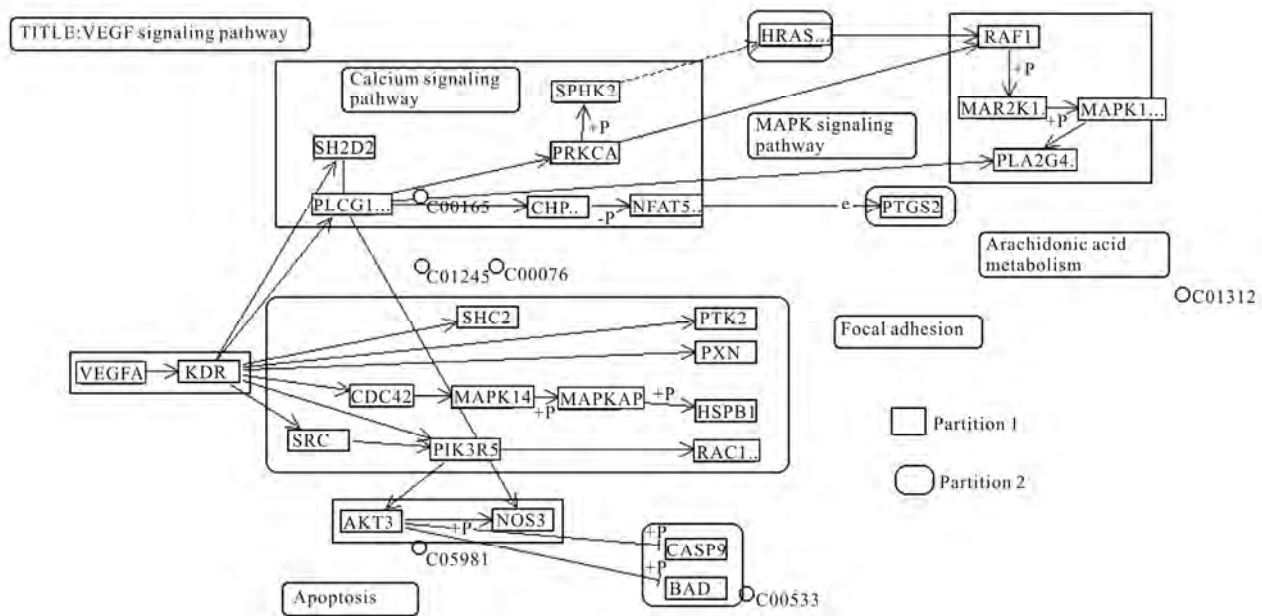 TITLE:VEGF signaling pathway
HRAS...
RAF1
+P
Calcium signaling
pathway
SPHK2
+P
MAR2K1.
+P
MAPK1...
MAPK signaling
pathway
SH2D2
PRKCA
PLA2G4.
PLCG1...
C00165
CHP..
-P
NFAT5..
e
PTGS2
Arachidonic acid
metabolism
C01245
C00076
C01312
SHC2
PTK2
Focal adhesion
PXN
VEGFA
KDR
CDC42
MAPK14
+P
MAPKAP
+P
HSPB1
Partition 1
SRC
PIK3R5
RAC1..
Partition 2
AKT3
+P
NOS3
+P
CASP9
C05981
+P
BAD
C00533
Apoptosis